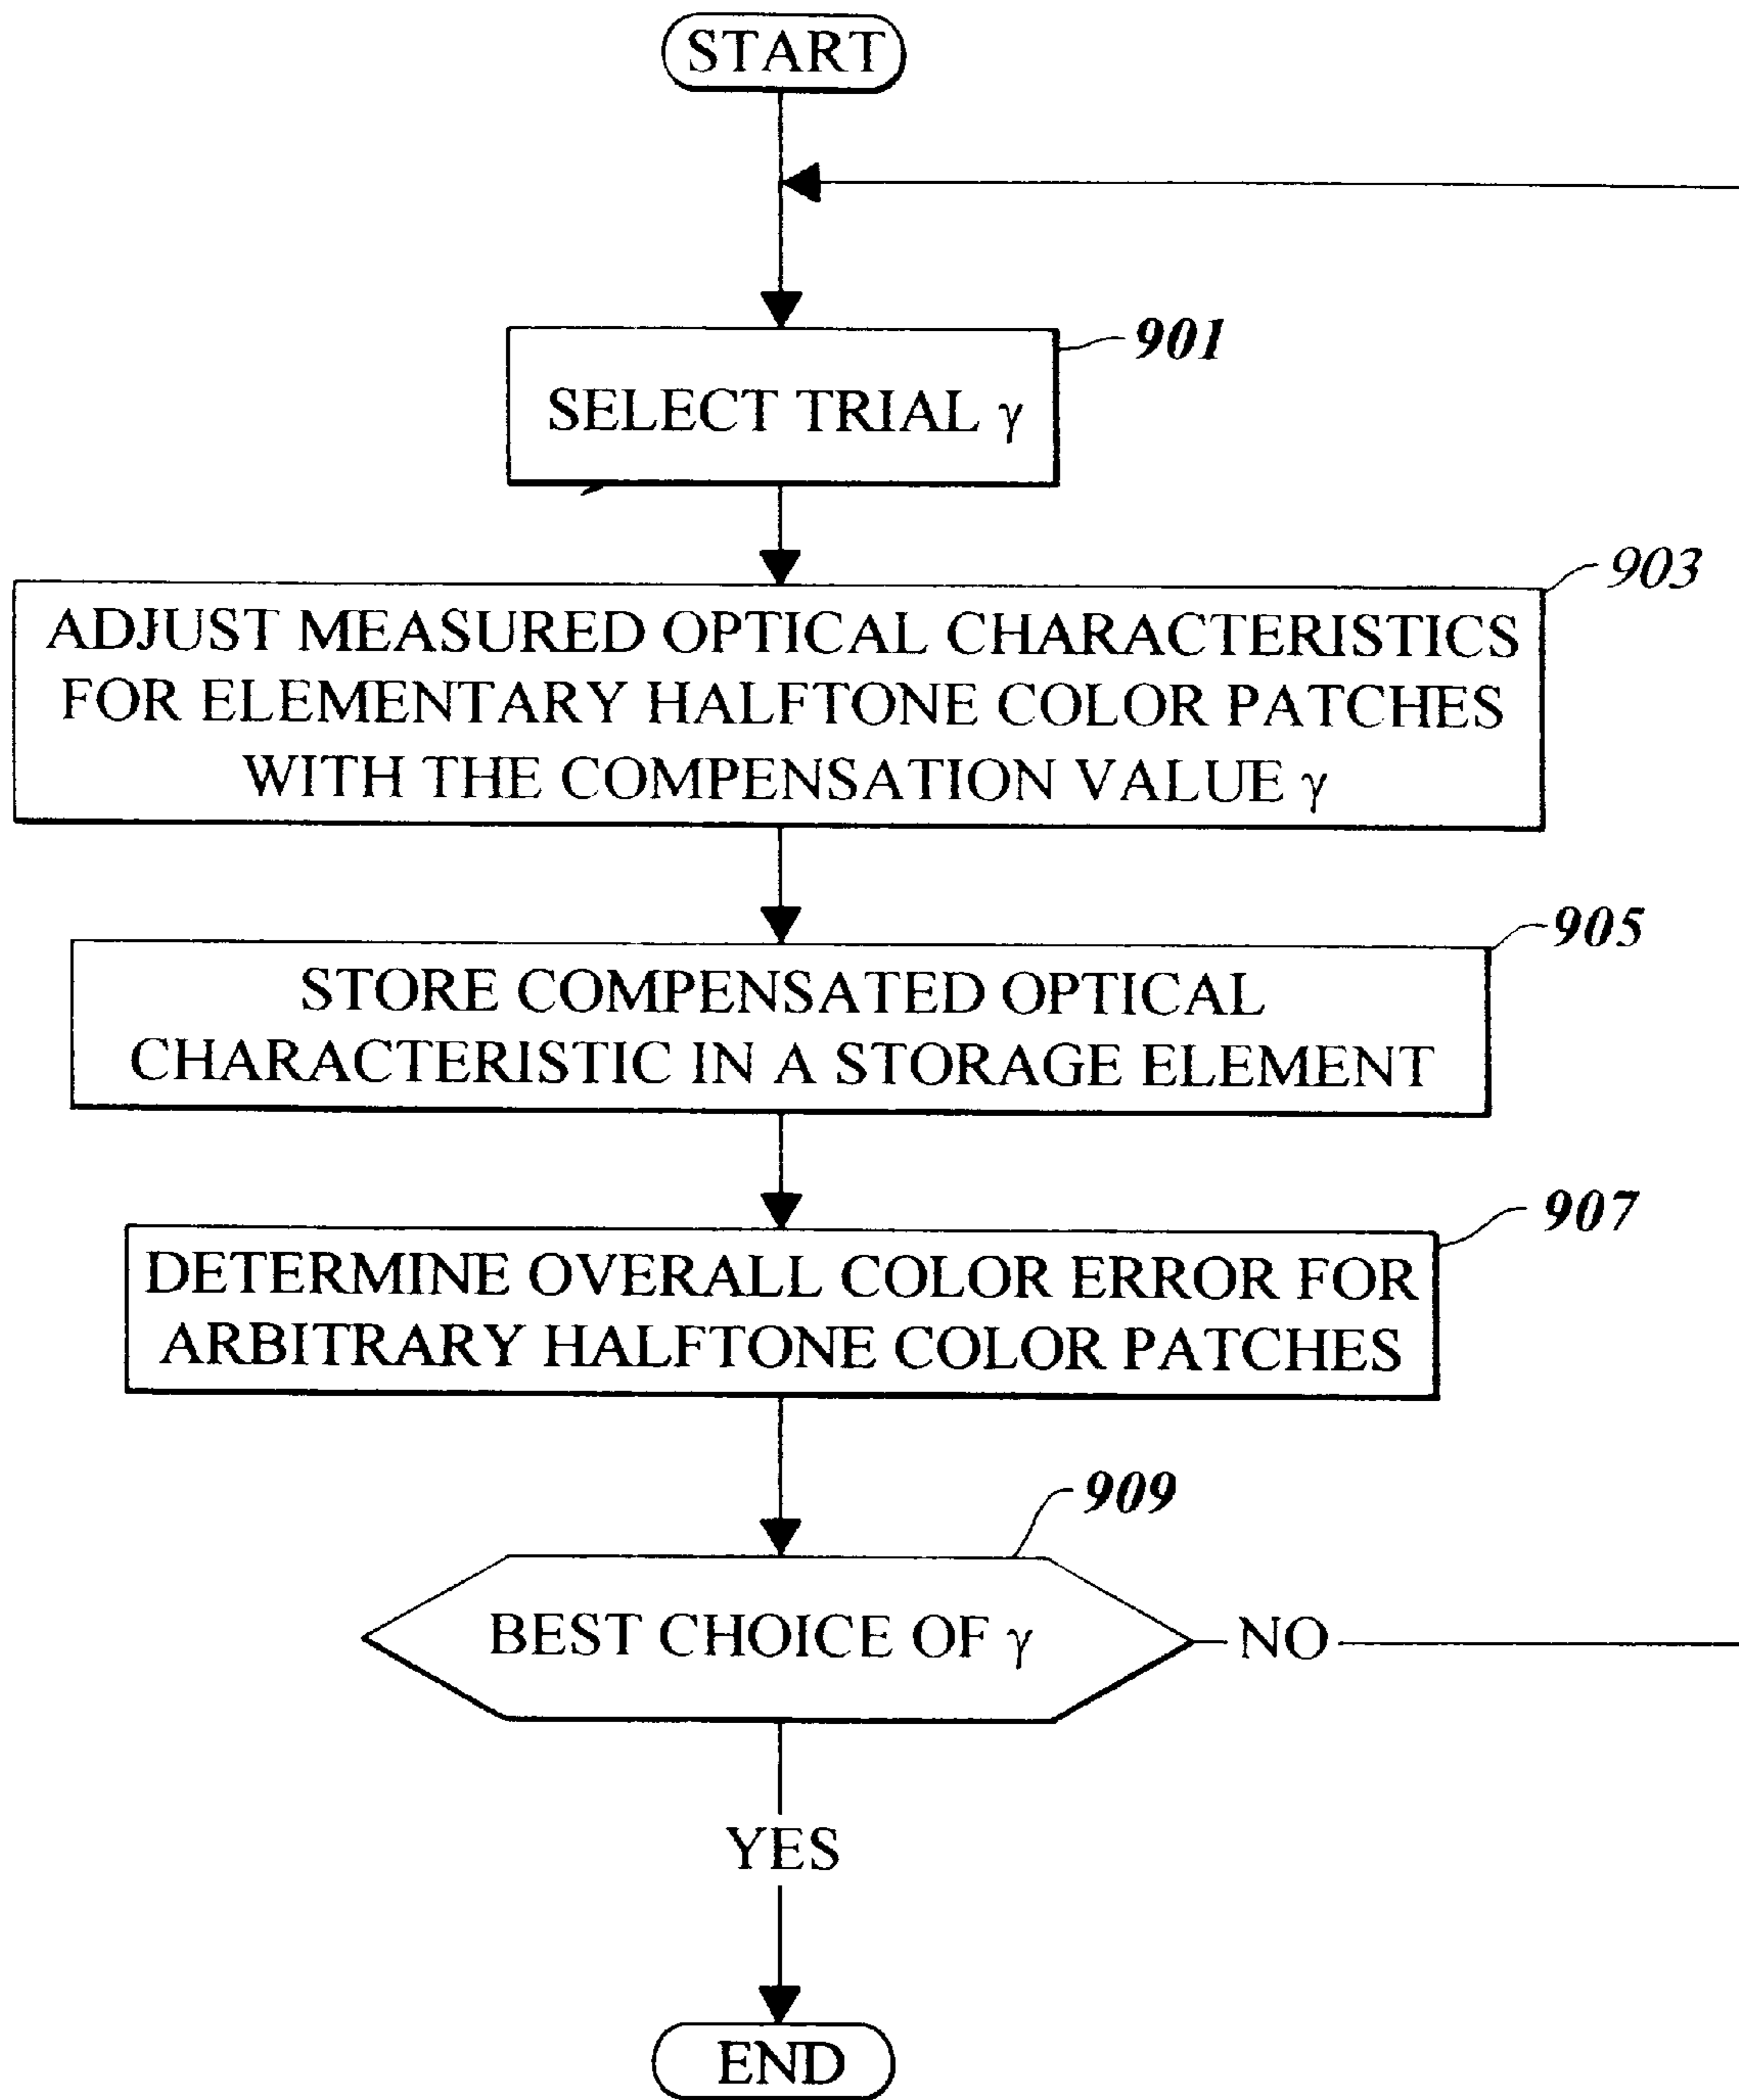 START
901
SELECT TRIAL γ
903
ADJUST MEASURED OPTICAL CHARACTERISTICS
FOR ELEMENTARY HALFTONE COLOR PATCHES
WITH THE COMPENSATION VALUE γ
905
STORE COMPENSATED OPTICAL
CHARACTERISTIC IN A STORAGE ELEMENT
907
DETERMINE OVERALL COLOR ERROR FOR
ARBITRARY HALFTONE COLOR PATCHES
909
BEST CHOICE OF γ
NO
YES
END